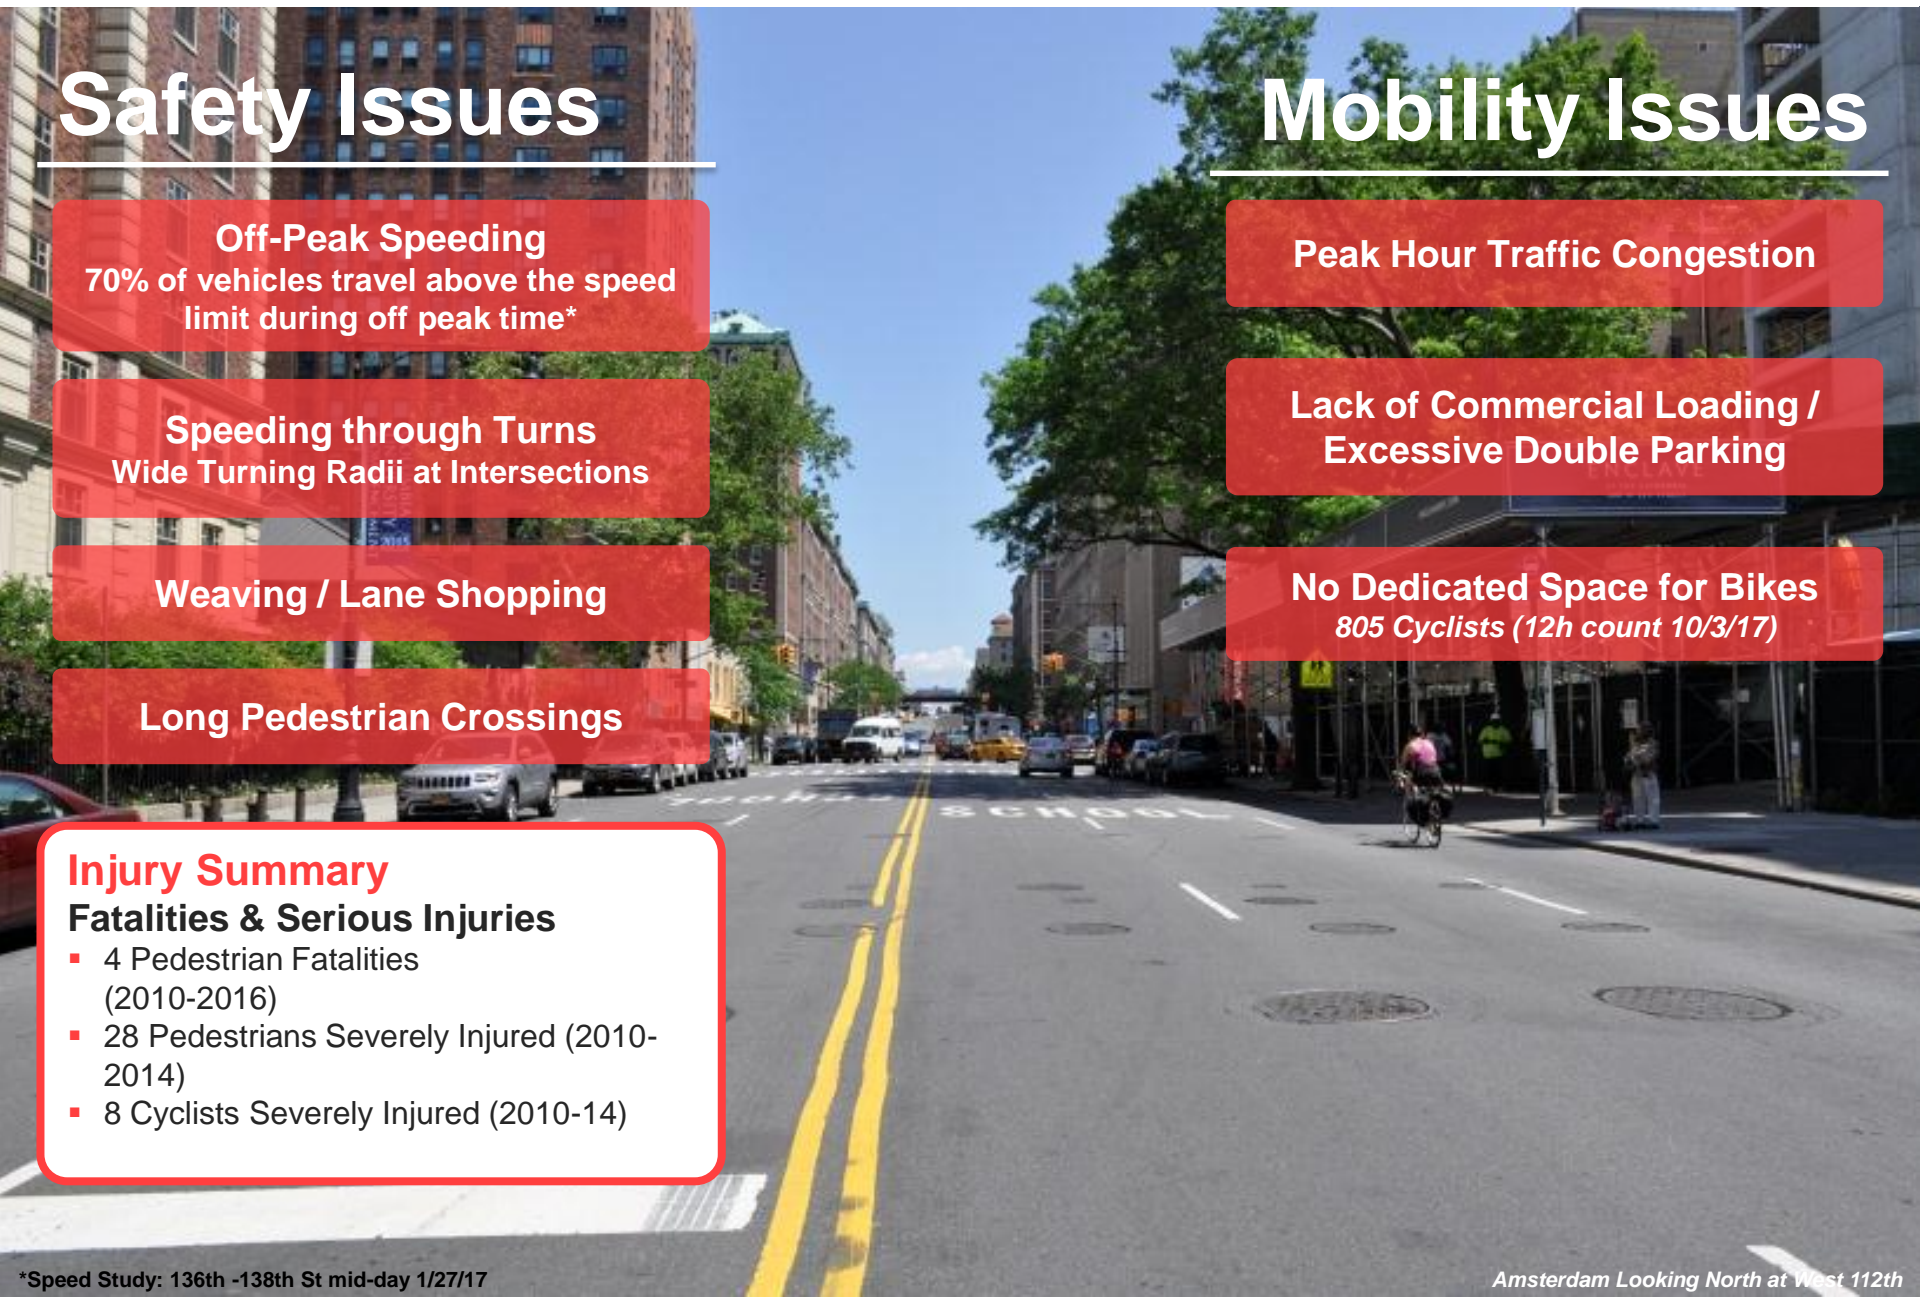 Safety Issues
Off-Peak Speeding
70% of vehicles travel above the speed
limit during off peak time*
Speeding through Turns
Wide Turning Radii at Intersections
Weaving / Lane Shopping
Long Pedestrian Crossings
Injury Summary
Fatalities & Serious Injuries
▪ 4 Pedestrian Fatalities
(2010-2016)
▪ 28 Pedestrians Severely Injured (2010-
2014)
▪ 8 Cyclists Severely Injured (2010-14)
*Speed Study: 136th -138th St mid-day 1/27/17
Mobility Issues
Peak Hour Traffic Congestion
Lack of Commercial Loading /
Excessive Double Parking
No Dedicated Space for Bikes
805 Cyclists (12h count 10/3/17)
SCHOOL
Amsterdam Looking North at West 112th